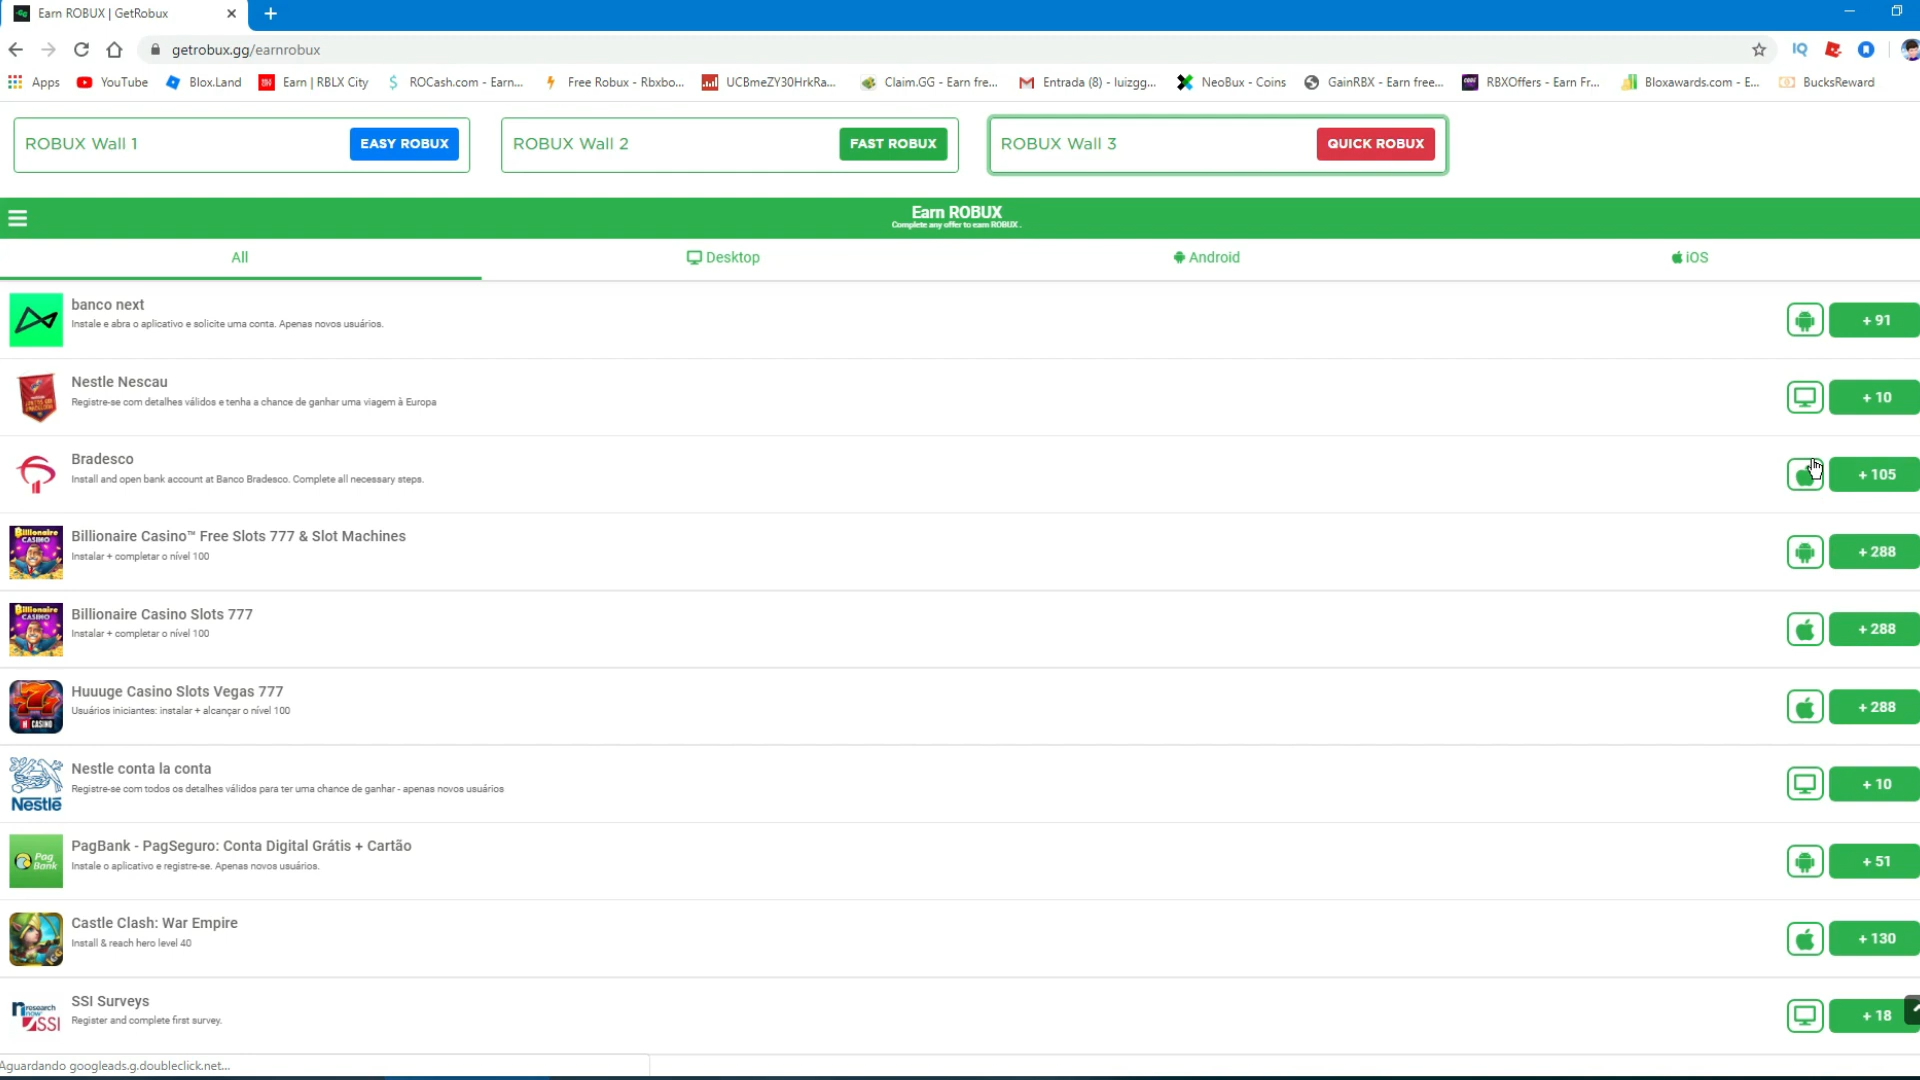 Earn ROBUX | GetRobux
getrobux.gg/earnrobux
Apps YouTube Blox.Land Earn | RBLX City ROCash.com - Earn... Free Robux - Rbxbo... UCBmeZY30HrkRa... Claim.GG - Earn fre... Entrada (8) - luizgg... NeoBux - Coins GainRBX - Earn free... RBXOffers - Earn Fr... Bloxawards.com - E... BucksReward
ROBUX Wall 1 EASY ROBUX ROBUX Wall 2 FAST ROBUX ROBUX Wall 3 QUICK ROBUX
Earn ROBUX
Complete any offer to earn ROBUX .
All Desktop Android iOS
banco next
Instale e abra o aplicativo e solicite uma conta. Apenas novos usuários.
+ 91
Nestle Nescau
Registre-se com detalhes válidos e tenha a chance de ganhar uma viagem à Europa
+ 10
Bradesco
Install and open bank account at Banco Bradesco. Complete all necessary steps.
+ 105
Billionaire Casino™ Free Slots 777 & Slot Machines
Instalar + completar o nível 100
+ 288
Billionaire Casino Slots 777
Instalar + completar o nível 100
+ 288
Huuuge Casino Slots Vegas 777
Usuários iniciantes: instalar + alcançar o nível 100
+ 288
Nestle conta la conta
Registre-se com todos os detalhes válidos para ter uma chance de ganhar - apenas novos usuários
Nestlé
+ 10
PagBank - PagSeguro: Conta Digital Grátis + Cartão
Instale o aplicativo e registre-se. Apenas novos usuários.
Pag
Bank
+ 51
Castle Clash: War Empire
Install & reach hero level 40
+ 130
SSI Surveys
Register and complete first survey.
research
now
SSI
+ 18
Aguardando googleads.g.doubleclick.net...